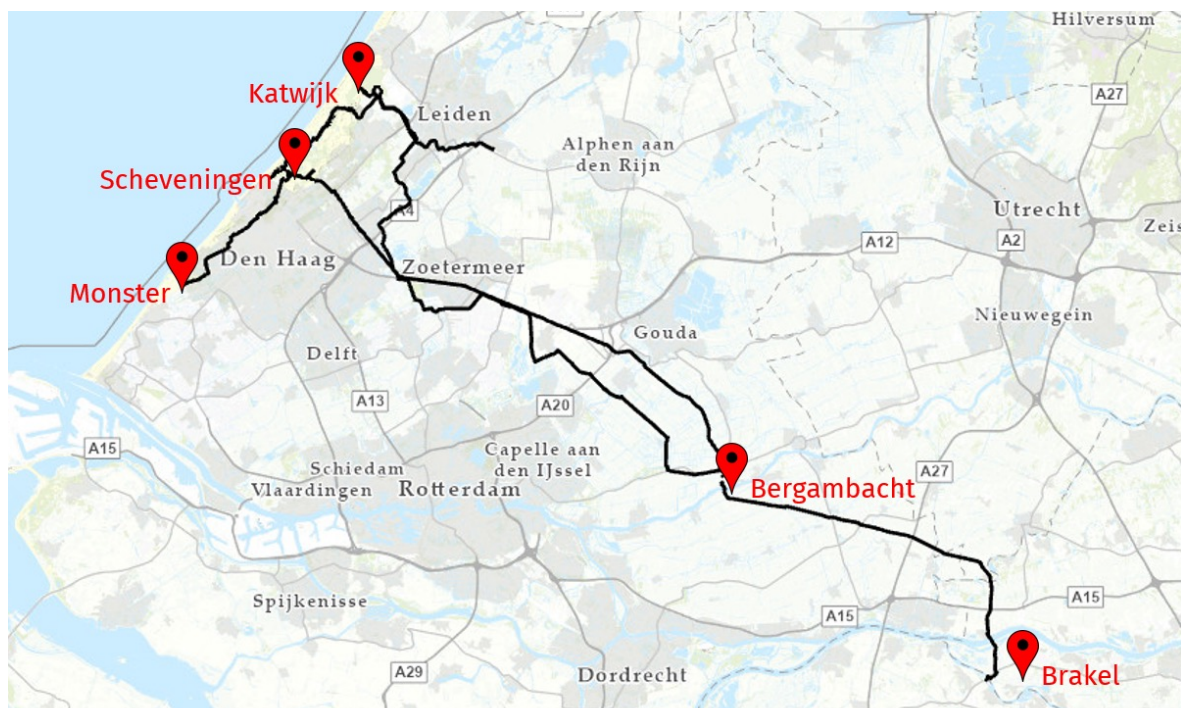 Hilversum
Katwijk
A27
Leiden
Alphen aan
den Rijn
Scheveningen
A4
Utrecht
A2
Zeis
A12
Den Haag
Zoetermeer
Monster
Nieuwegein
Gouda
Delft
A13
A20
A15
Capelle aan
den IJssel
Schiedam
Vlaardingen
Rotterdam
A27
Bergambacht
Spijkenisse
A15
A15
A29
Dordrecht
Brakel